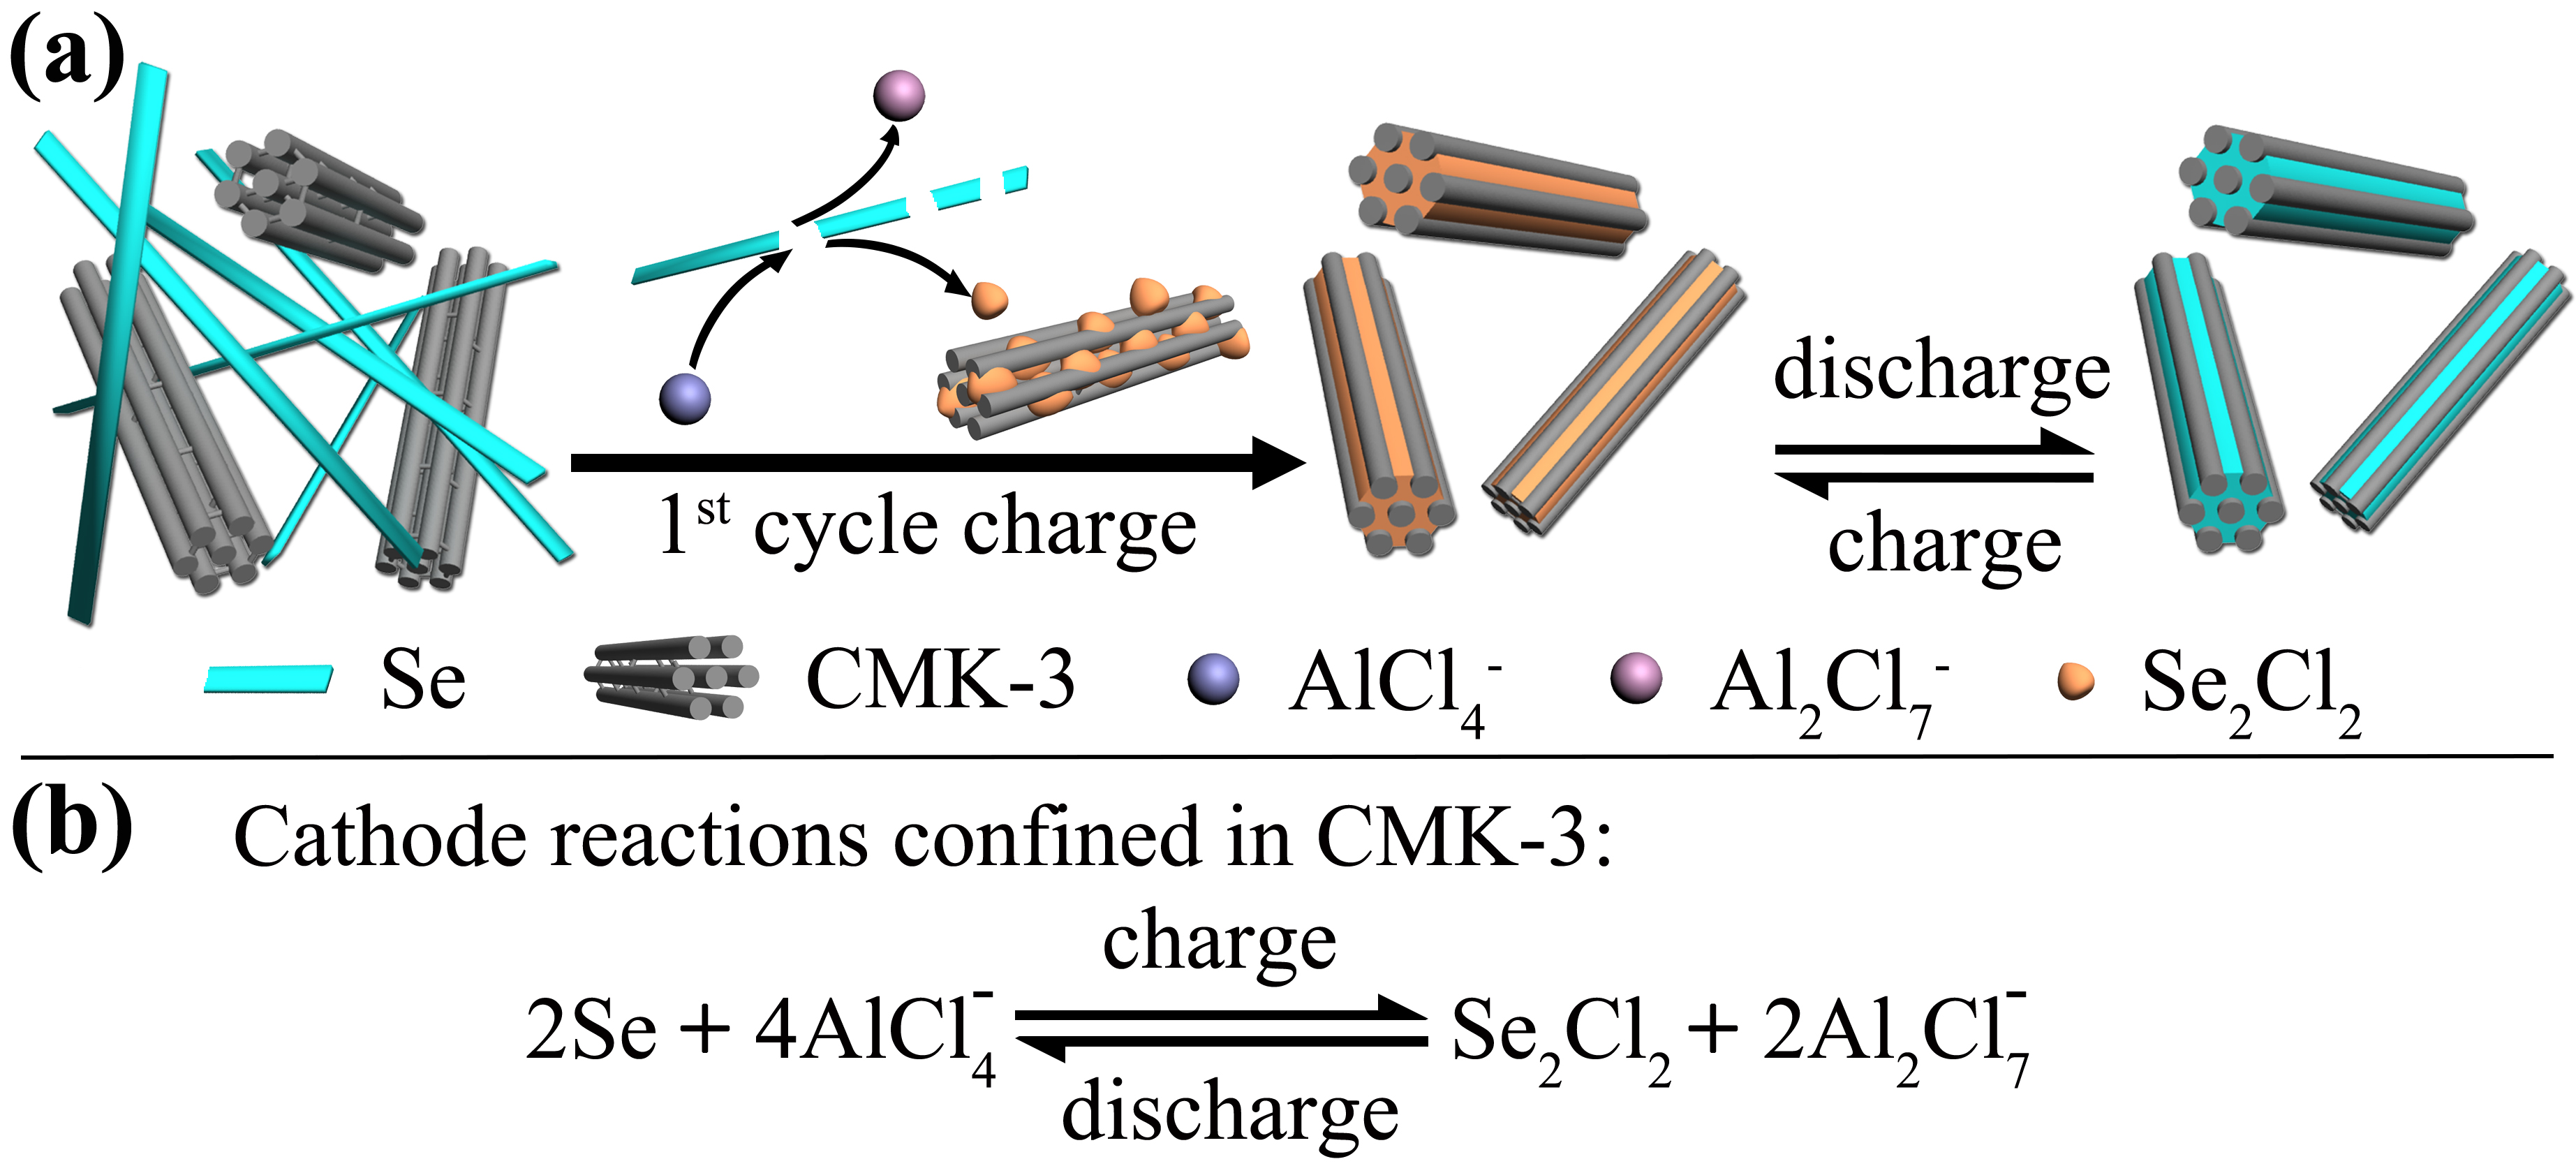 (a)
discharge
charge
1st cycle charge
Se CMK-3 AlCl4- Al2Cl7- Se2Cl2
(b) Cathode reactions confined in CMK-3:
charge
2Se + 4AlCl4- Se2Cl2 + 2Al2Cl7-
discharge